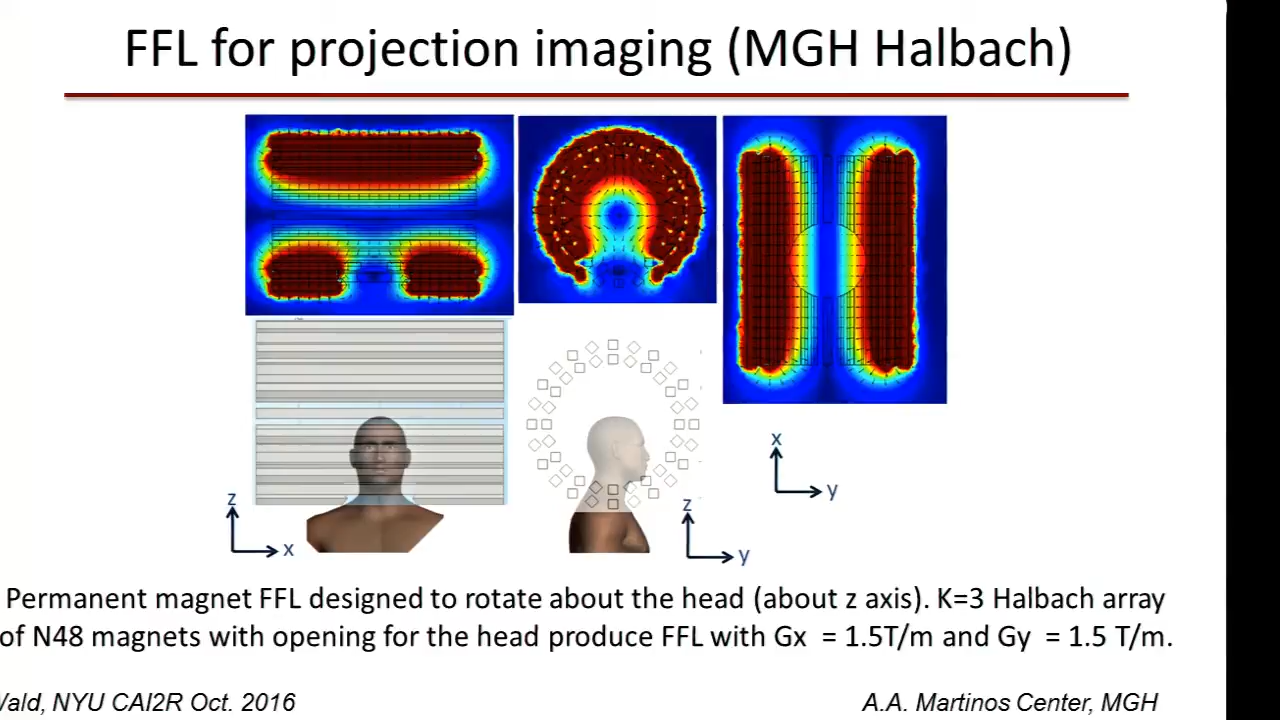 FFL for projection imaging (MGH Halbach)
z
x
z
y
x
y
Permanent magnet FFL designed to rotate about the head (about z axis). K=3 Halbach array
of N48 magnets with opening for the head produce FFL with Gx = 1.5T/m and Gy = 1.5 T/m.
Wald, NYU CAI2R Oct. 2016
A.A. Martinos Center, MGH